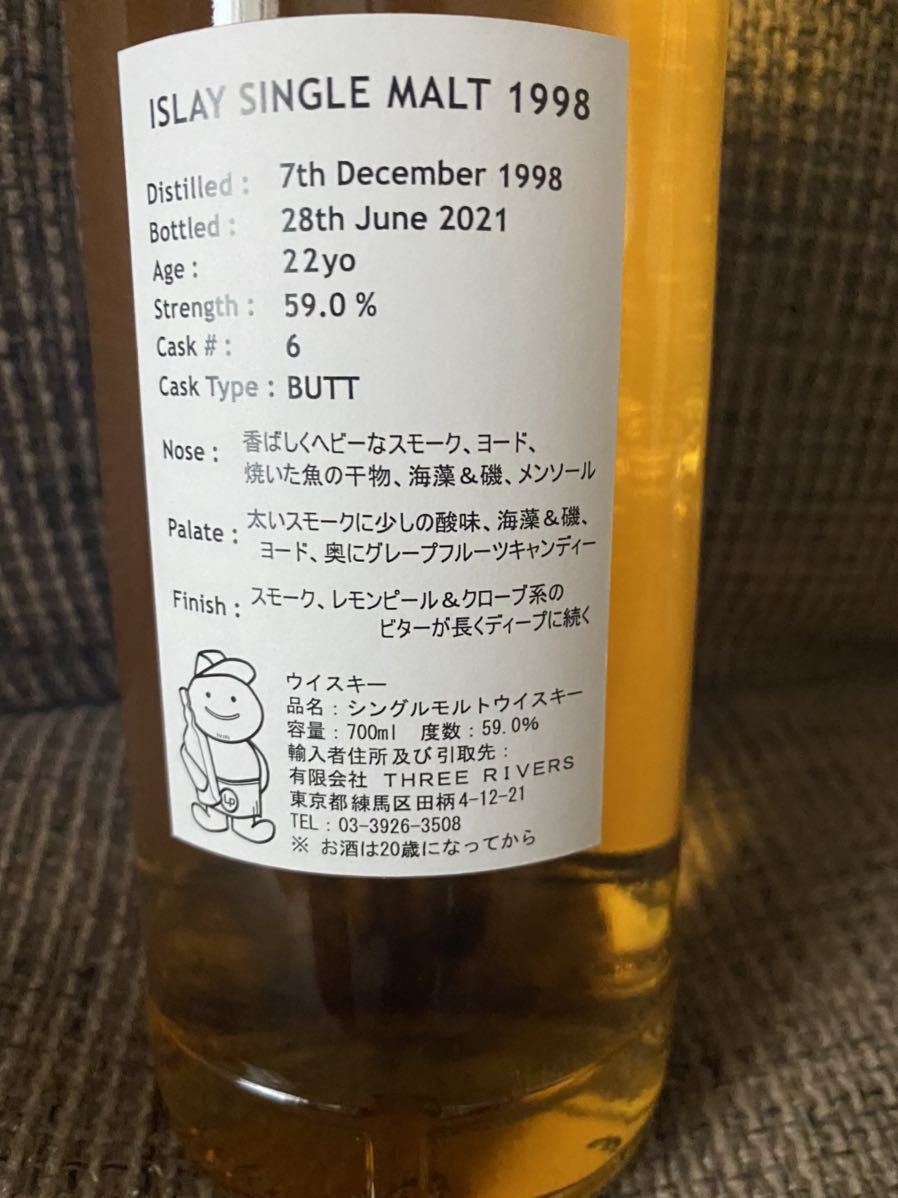 ISLAY SINGLE MALT 1998
Distilled : 7th December 1998
Bottled : 28th June 2021
Age : 22yo
Strength : 59.0 %
Cask # : 6
Cask Type : BUTT
Nose : 香ばしくヘビーなスモーク、ヨード、
焼いた魚の干物、海藻＆磯、メンソール
Palate : 太いスモークに少しの酸味、海藻＆磯、
ヨード、奥にグレープフルーツキャンディー
Finish : スモーク、レモンピール＆クローブ系の
ビターが長くディープに続く
ウイスキー
品名：シングルモルトウイスキー
容量：700ml 度数：59.0%
輸入者住所及び引取先：
有限会社 THREE RIVERS
東京都練馬区田柄4-12-21
TEL：03-3926-3508
※ お酒は20歳になってから
LP